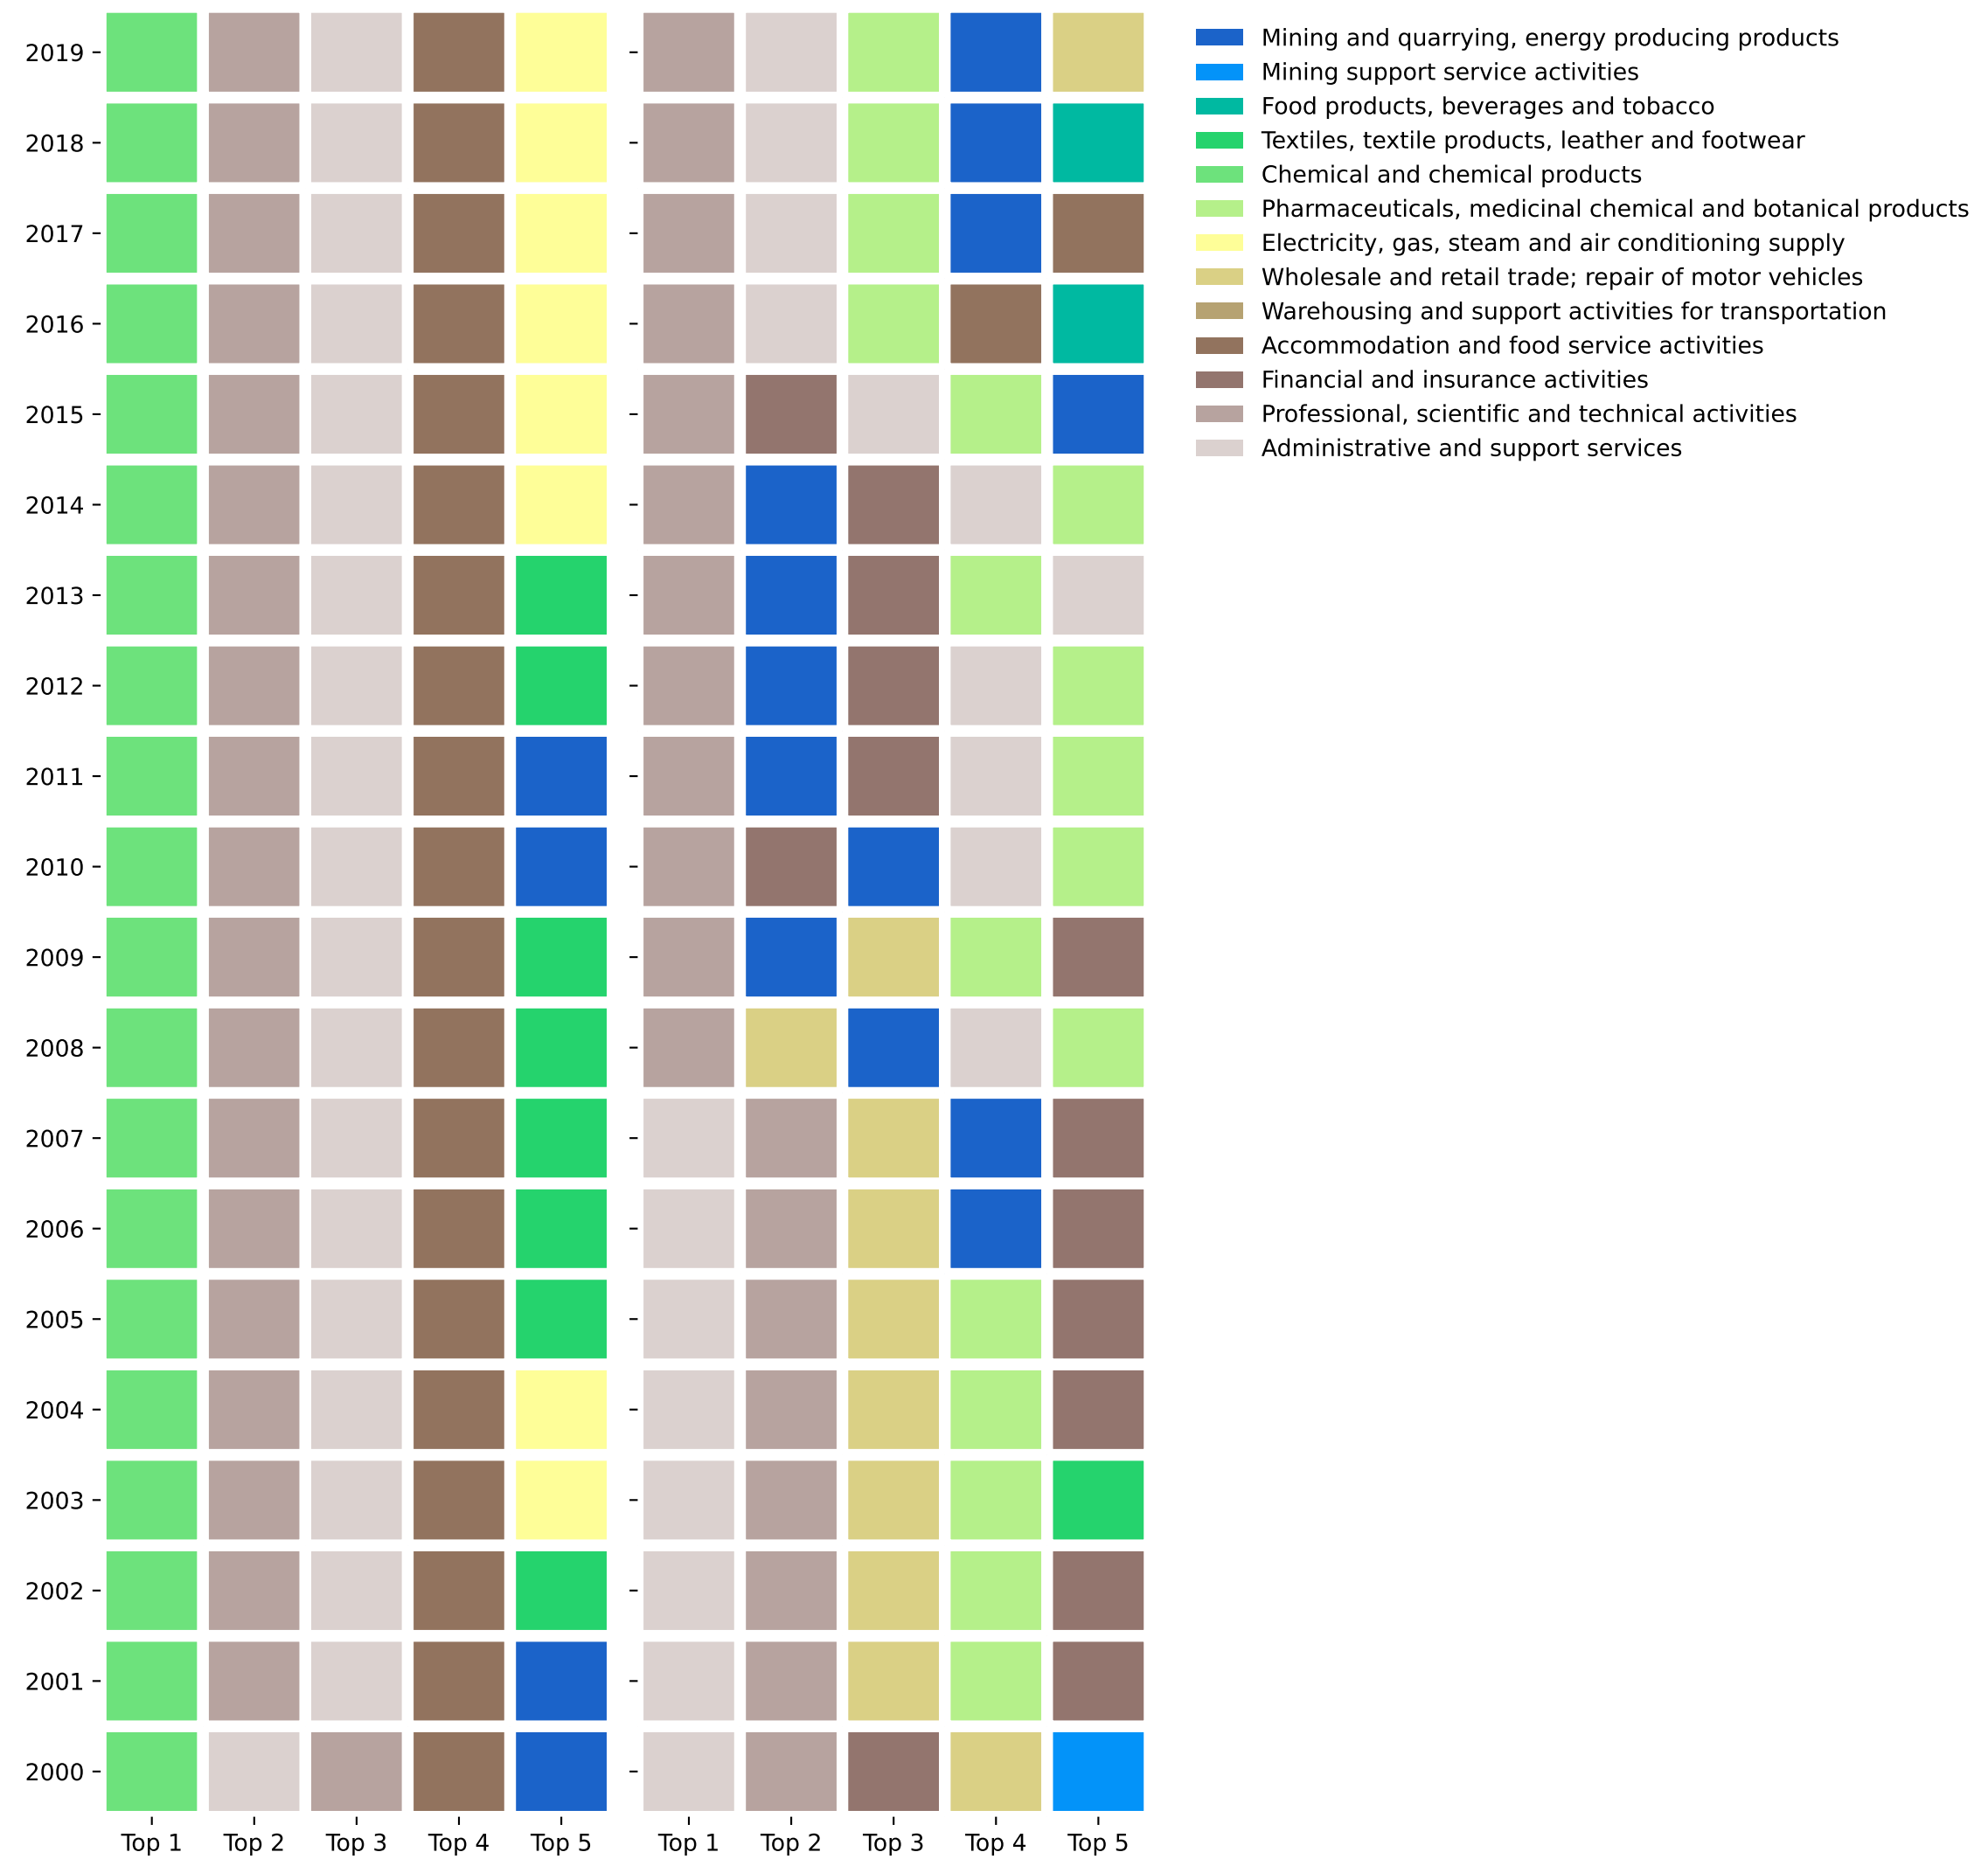 2019
2018
2017
2016
2015
2014
2013
2012
2011
2010
2009
2008
2007
2006
2005
2004
2003
2002
2001
2000
Top 1 Top 2 Top 3 Top 4 Top 5 Top 1 Top 2 Top 3 Top 4 Top 5
Mining and quarrying, energy producing products
Mining support service activities
Food products, beverages and tobacco
Textiles, textile products, leather and footwear
Chemical and chemical products
Pharmaceuticals, medicinal chemical and botanical products
Electricity, gas, steam and air conditioning supply
Wholesale and retail trade; repair of motor vehicles
Warehousing and support activities for transportation
Accommodation and food service activities
Financial and insurance activities
Professional, scientific and technical activities
Administrative and support services